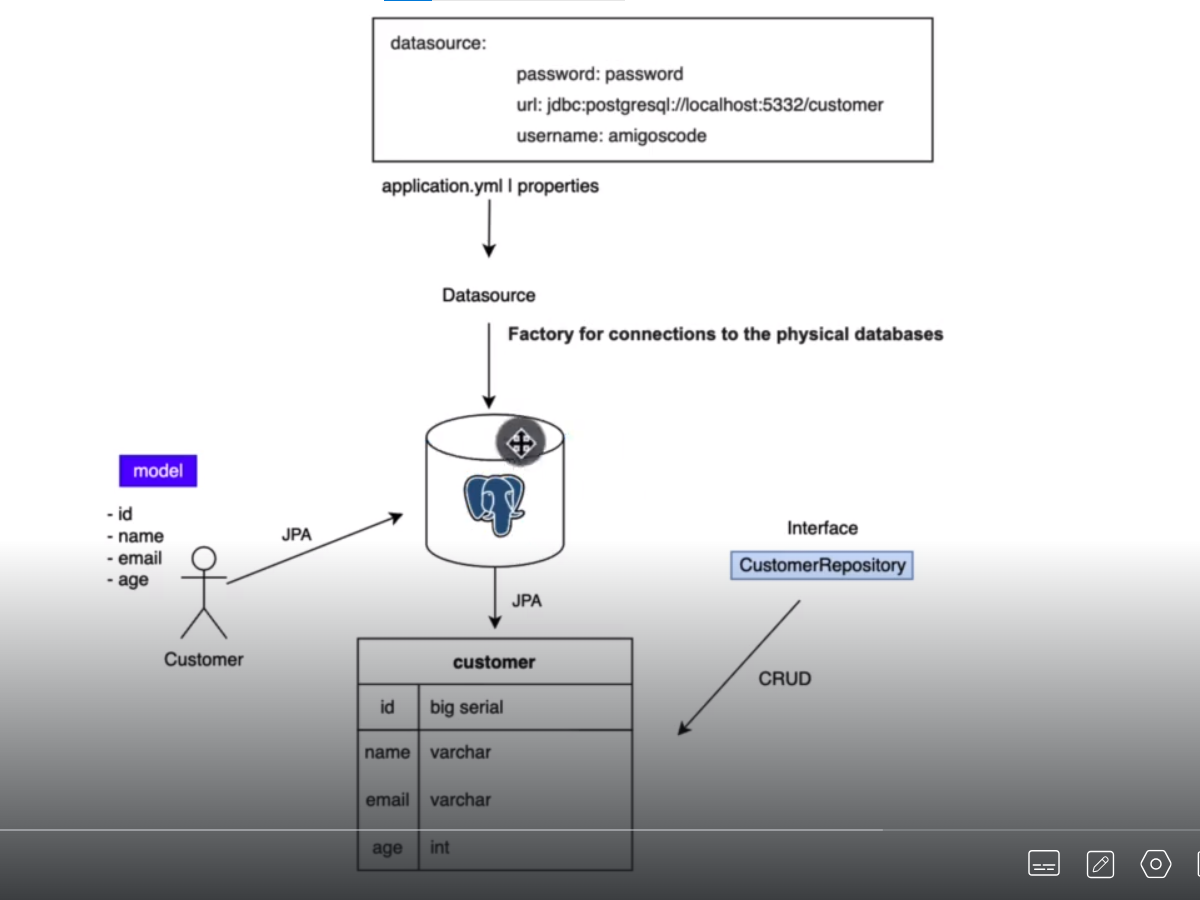 datasource:
password: password
url: jdbc:postgresql://localhost:5332/customer
username: amigoscode
application.yml | properties
Datasource
Factory for connections to the physical databases
model
- id
- name
- email
- age
JPA
Customer
JPA
Interface
CustomerRepository
CRUD
customer
id big serial
name varchar
email varchar
age int